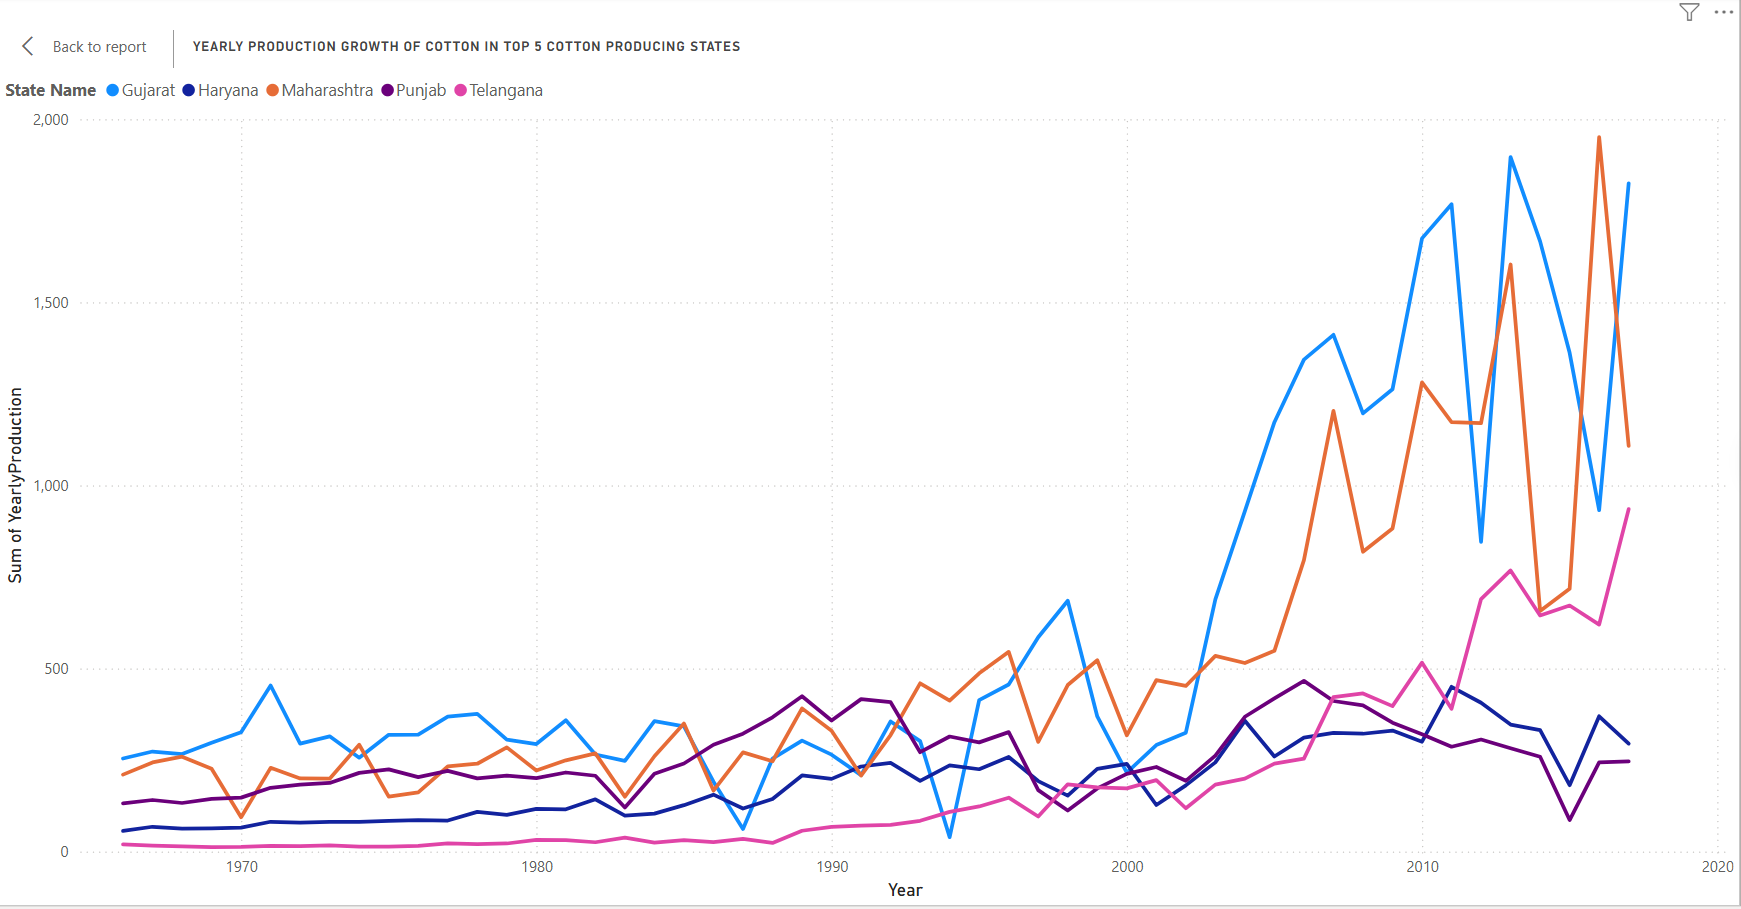 Back to report
YEARLY PRODUCTION GROWTH OF COTTON IN TOP 5 COTTON PRODUCING STATES
State Name Gujarat Haryana Maharashtra Punjab Telangana
2,000
1,500
1,000
500
0
Sum of YearlyProduction
1970 1980 1990 2000 2010 2020
Year